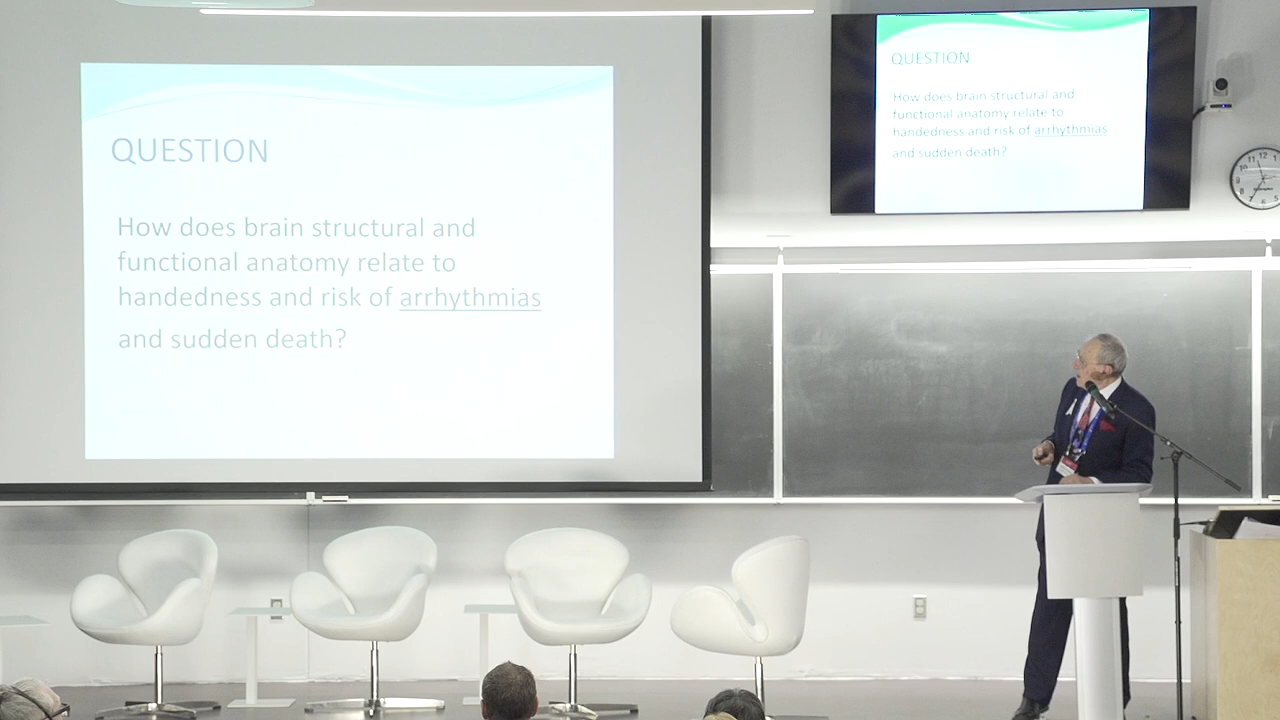 QUESTION
How does brain structural and
functional anatomy relate to
handedness and risk of arrhythmias
and sudden death?
QUESTION
How does brain structural and
functional anatomy relate to
handedness and risk of arrhythmias
and sudden death?